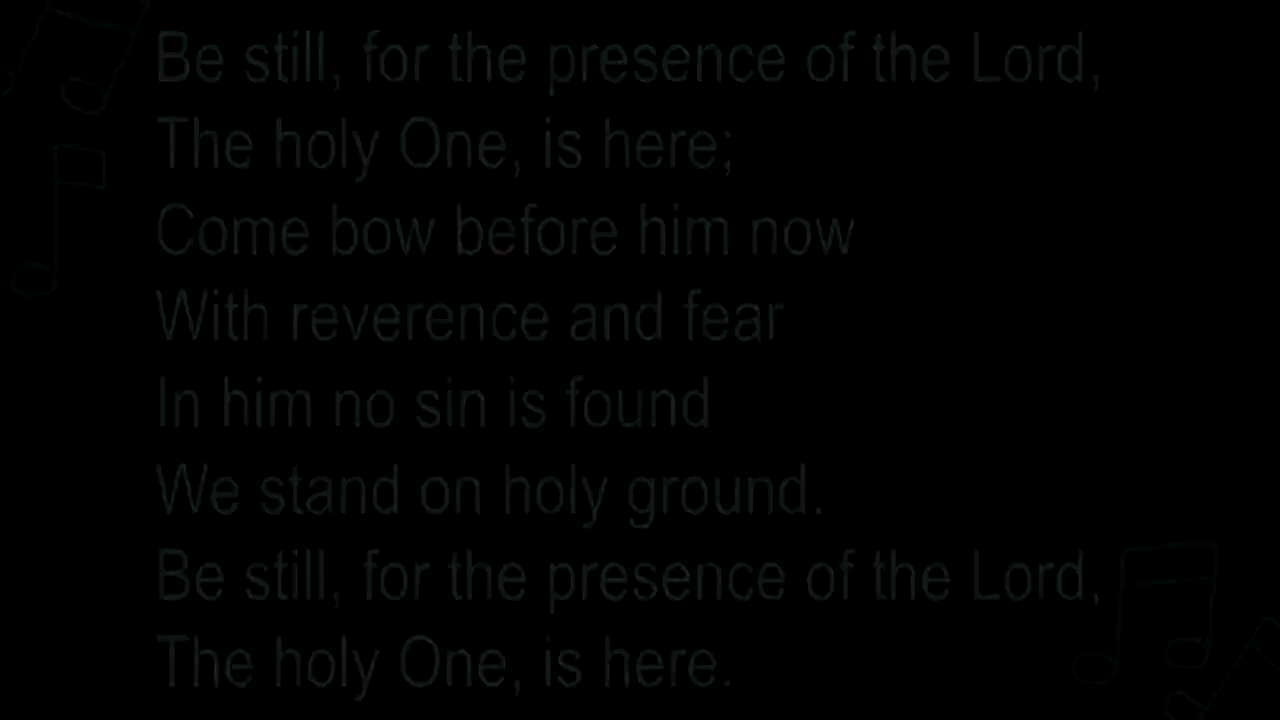 Be still, for the presence of the Lord,
The holy One, is here;
Come bow before him now
With reverence and fear
In him no sin is found
We stand on holy ground.
Be still, for the presence of the Lord,
The holy One, is here.